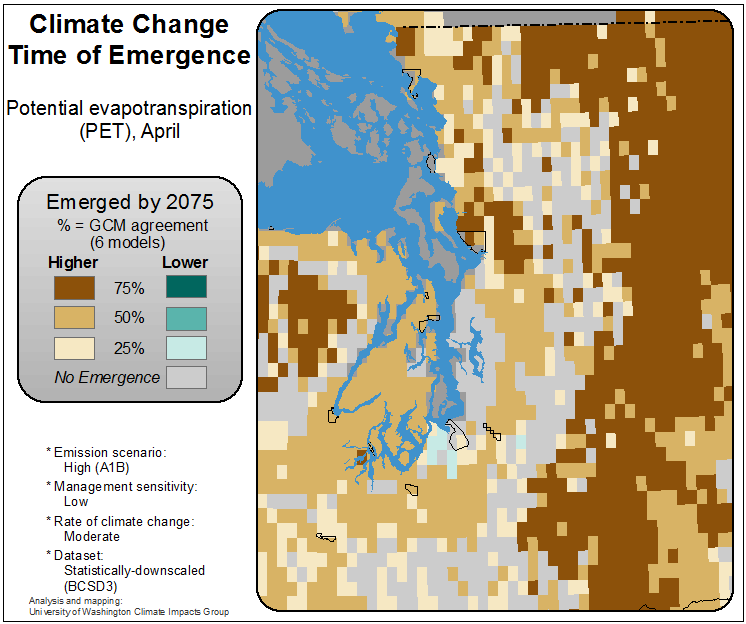 Climate Change
Time of Emergence
Potential evapotranspiration
(PET), April
Emerged by 2075
% = GCM agreement
(6 models)
Higher Lower
75%
50%
25%
No Emergence
* Emission scenario:
High (A1B)
* Management sensitivity:
Low
* Rate of climate change:
Moderate
* Dataset:
Statistically-downscaled
(BCSD3)
Analysis and mapping:
University of Washington Climate Impacts Group